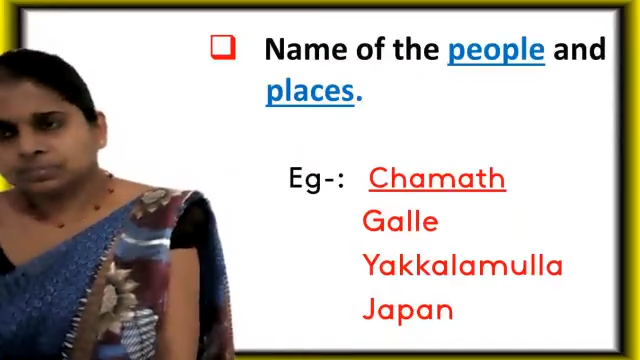 Name of the people and
places.
Eg-: Chamath
Galle
Yakkalamulla
Japan